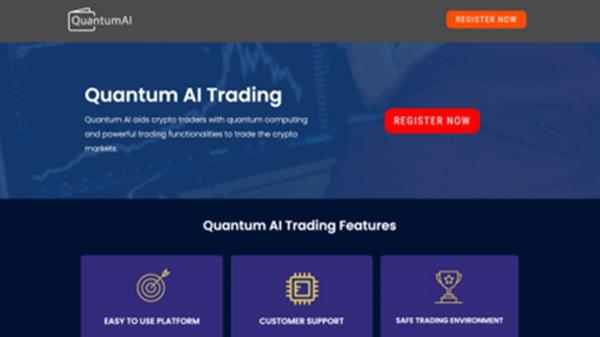 QuantumAI
REGISTER NOW
Quantum AI Trading
Quantum AI aids crypto traders with quantum computing
and powerful trading functionalities to trade the crypto
markets.
REGISTER NOW
Quantum AI Trading Features
EASY TO USE PLATFORM
CUSTOMER SUPPORT
SAFE TRADING ENVIRONMENT